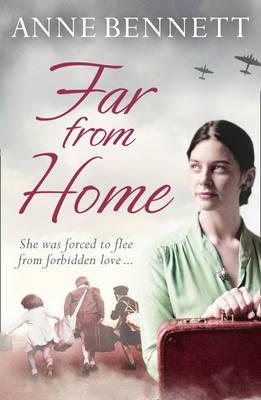 ANNE BENNETT
Far
from
Home
She was forced to flee
from forbidden love ...